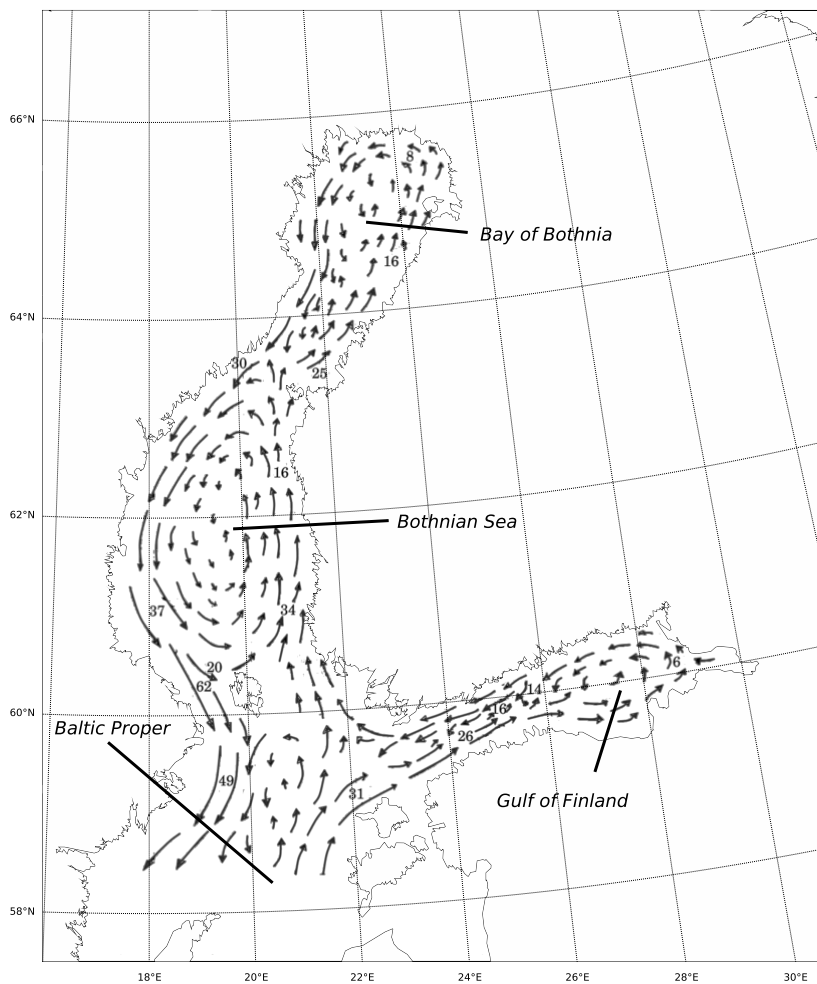 66°N
8
Bay of Bothnia
16
64°N
30
25
16
62°N
Bothnian Sea
37
34
20
62
6
14
16
60°N
Baltic Proper
26
49
31
Gulf of Finland
58°N
18°E 20°E 22°E 24°E 26°E 28°E 30°E